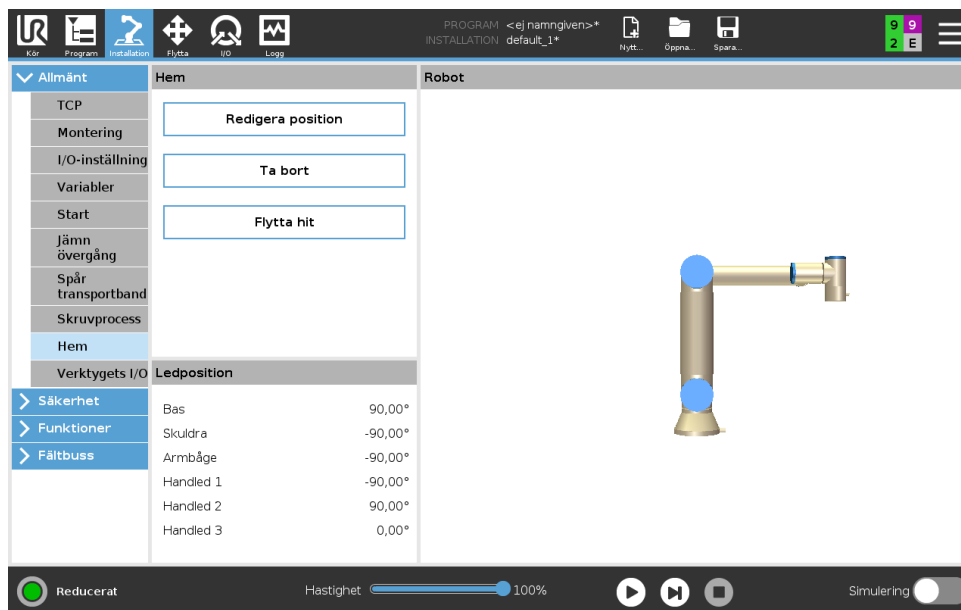 UR
PROGRAM <ej namngiven>*
INSTALLATION default_1*
Kör
Program
Installation
Flytta
I/O
Logg
Nytt...
Öppna...
Spara...
9 9
2 E
Allmänt
TCP
Montering
I/O-inställning
Variabler
Start
Jämn
övergång
Spår
transportband
Skruvprocess
Hem
Verktygets I/O
Säkerhet
Funktioner
Fältbuss
Hem
Redigera position
Ta bort
Flytta hit
Ledposition
Bas 90,00°
Skuldra -90,00°
Armbåge -90,00°
Handled 1 -90,00°
Handled 2 90,00°
Handled 3 0,00°
Robot
Reducerat
Hastighet 100%
Simulering